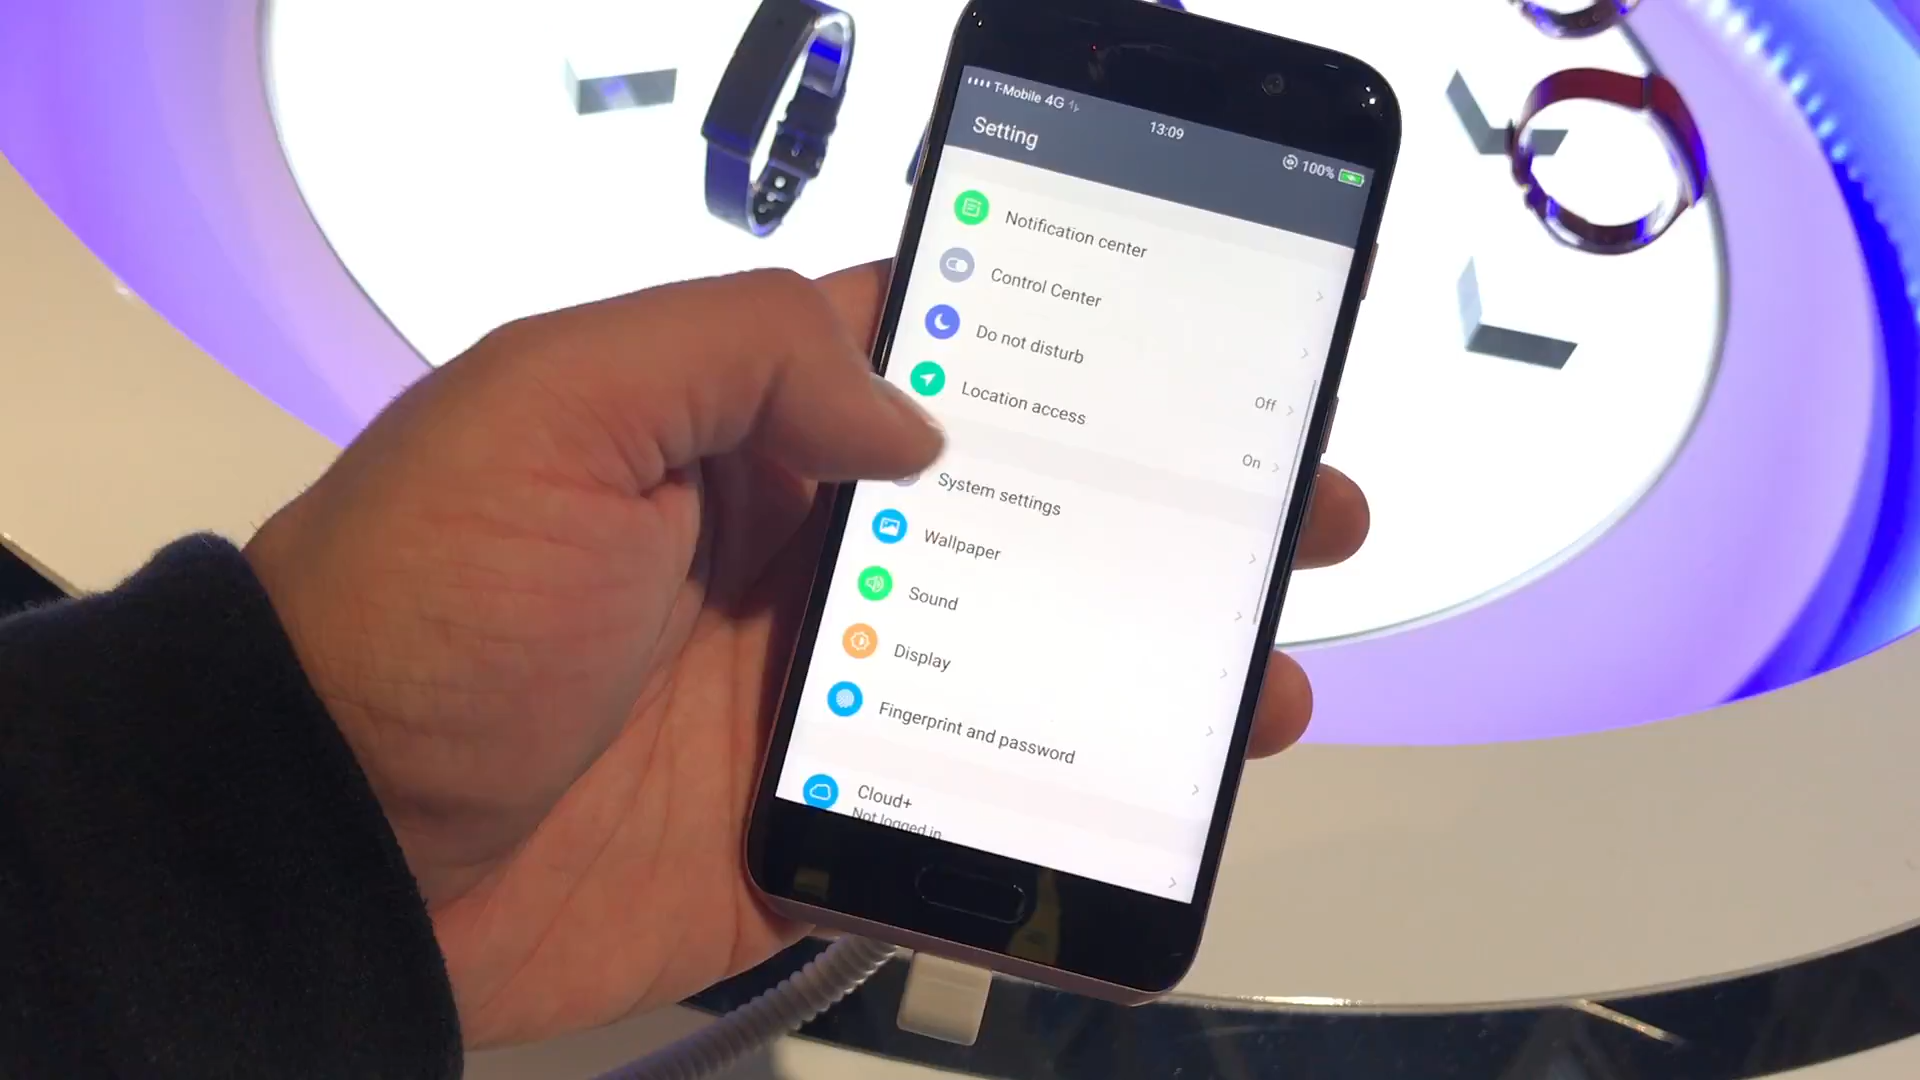 T-Mobile 4G
13:09
100%
Setting
Notification center
Control Center
Do not disturb
Off
Location access
On
System settings
Wallpaper
Sound
Display
Fingerprint and password
Cloud+
Not logged in